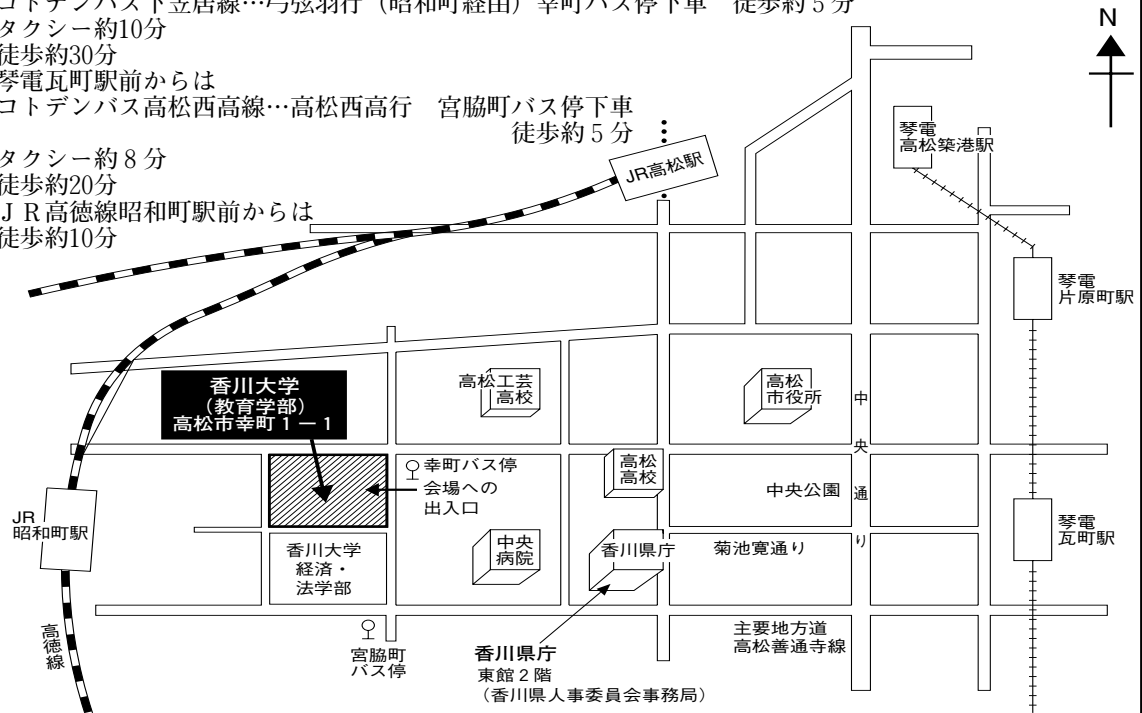 コトデンバス下笠居線…弓弦羽行（昭和町経由）幸町バス停下車　徒歩約５分
タクシー約10分
徒歩約30分
琴電瓦町駅前からは
コトデンバス高松西高線…高松西高行　宮脇町バス停下車
徒歩約５分
タクシー約８分
徒歩約20分
ＪＲ高徳線昭和町駅前からは
徒歩約10分
N
琴電
高松築港駅
JR高松駅
琴電
片原町駅
香川大学
（教育学部）
高松市幸町１－１
高松工芸
高校
高松
市役所
中央通り
幸町バス停
会場への
出入口
高松
高校
中央公園
JR
昭和町駅
琴電
瓦町駅
香川大学
経済・
法学部
中央
病院
香川県庁
菊池寛通り
高徳線
宮脇町
バス停
香川県庁
東館２階
（香川県人事委員会事務局）
主要地方道
高松善通寺線